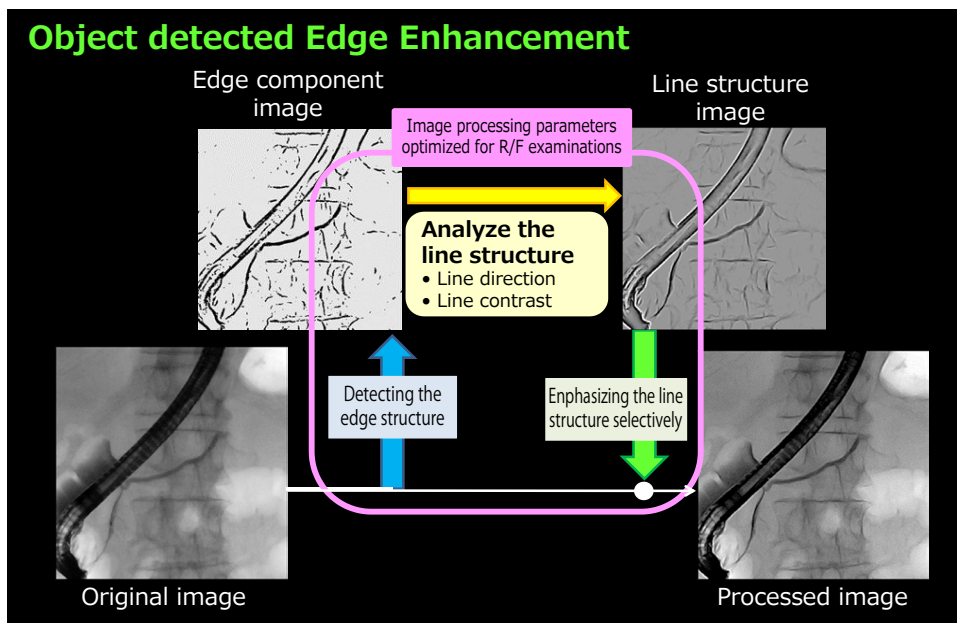 Object detected Edge Enhancement
Edge component
image
Line structure
image
Image processing parameters
optimized for R/F examinations
Analyze the
line structure
• Line direction
• Line contrast
Detecting the
edge structure
Enphasizing the line
structure selectively
Original image
Processed image